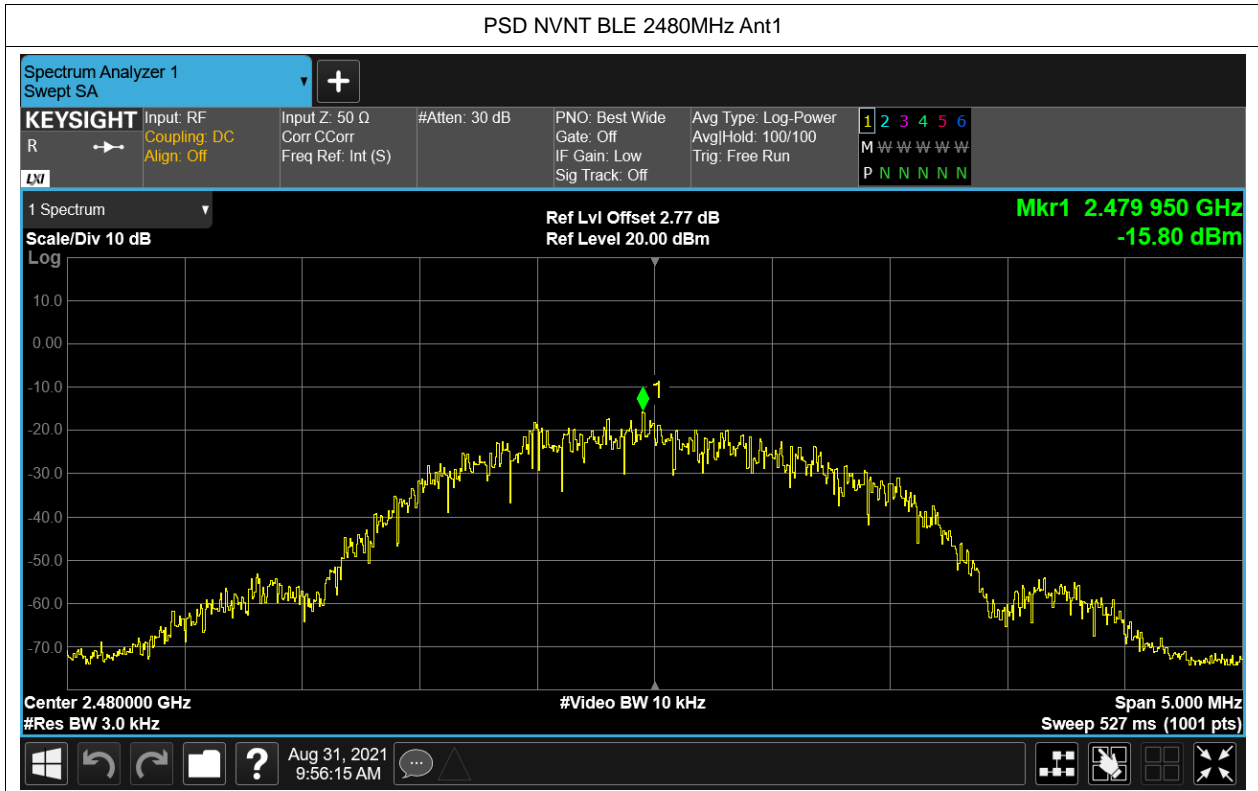 PSD NVNT BLE 2480MHz Ant1
Spectrum Analyzer 1
Swept SA
KEYSIGHT
R
LXI
Input: RF
Coupling: DC
Align: Off
Input Z: 50 Ω
Corr CCorr
Freq Ref: Int (S)
#Atten: 30 dB
PNO: Best Wide
Gate: Off
IF Gain: Low
Sig Track: Off
Avg Type: Log-Power
Avg|Hold: 100/100
Trig: Free Run
1 2 3 4 5 6
M W W W W W W
P N N N N N
1 Spectrum
Scale/Div 10 dB
Ref Lvl Offset 2.77 dB
Ref Level 20.00 dBm
Mkr1 2.479 950 GHz
-15.80 dBm
Log
10.0
0.00
-10.0
-20.0
-30.0
-40.0
-50.0
-60.0
-70.0
1
Center 2.480000 GHz
#Res BW 3.0 kHz
#Video BW 10 kHz
Span 5.000 MHz
Sweep 527 ms (1001 pts)
?
Aug 31, 2021
9:56:15 AM